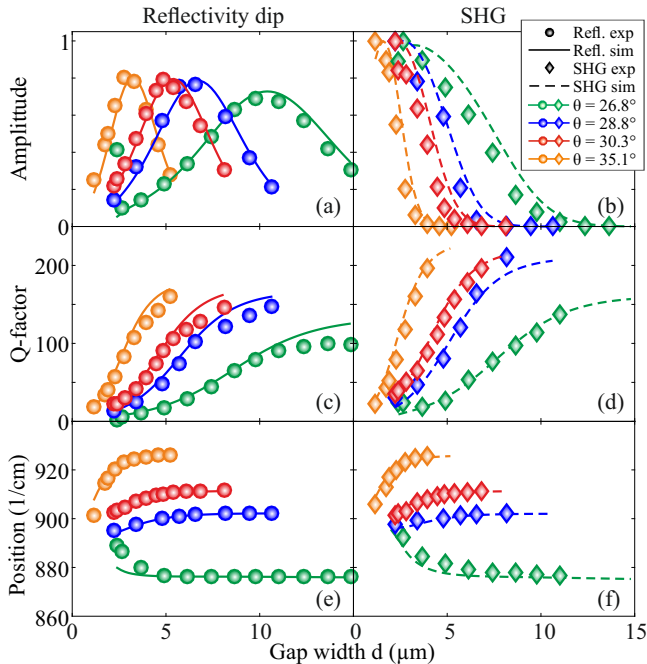 Reflectivity dip
SHG
Refl. exp
Refl. sim
SHG exp
SHG sim
θ = 26.8°
θ = 28.8°
θ = 30.3°
θ = 35.1°
Amplittude
1
0
(a)
(b)
Q-factor
200
100
0
(c)
(d)
Position (1/cm)
920
900
880
860
(e)
(f)
0
5
10
5
10
15
Gap width d (μm)